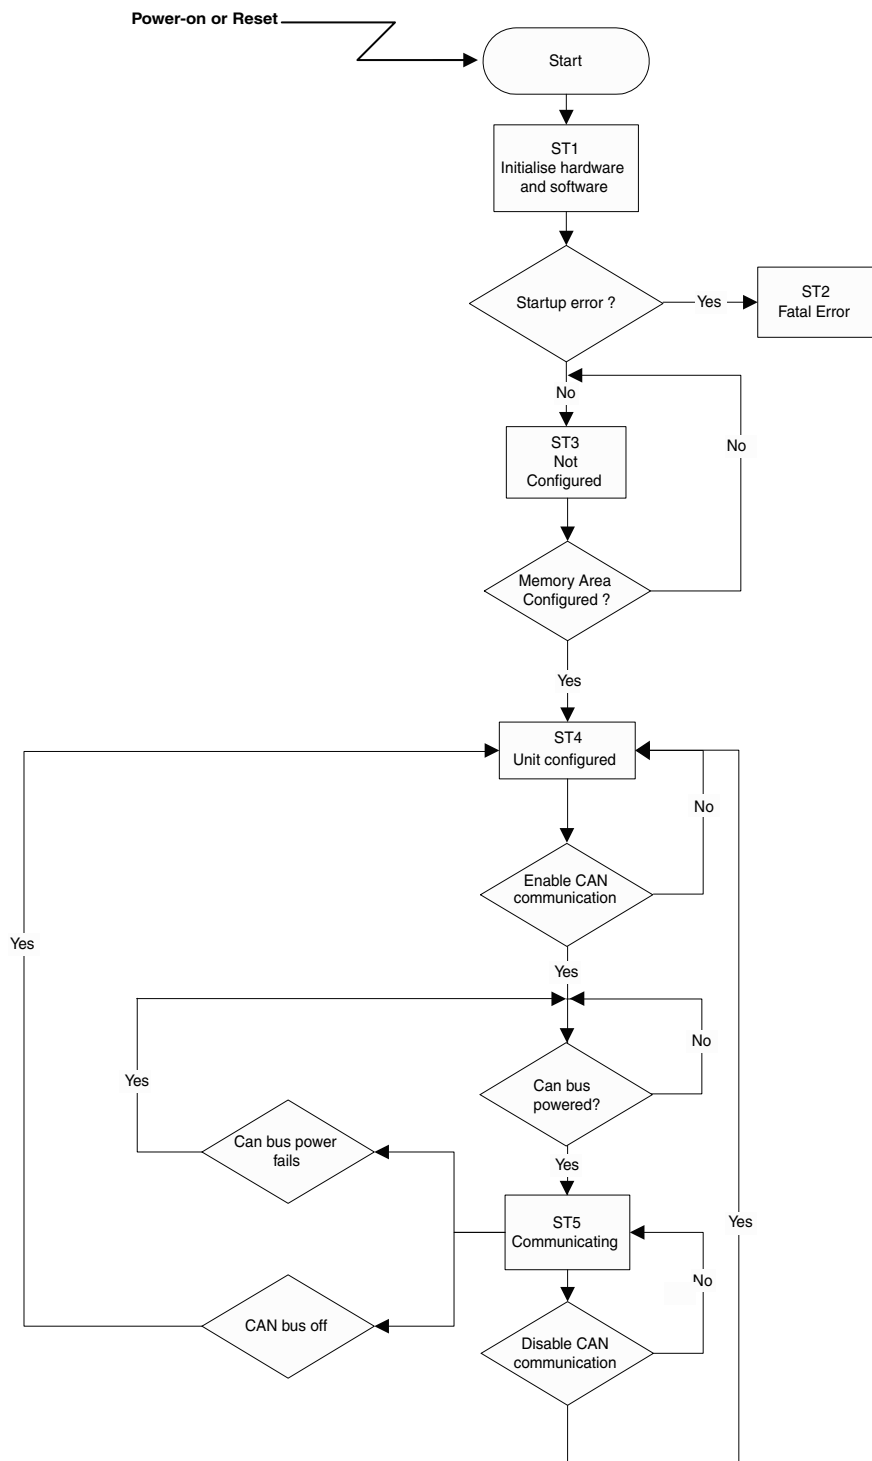 Power-on or Reset
Start
ST1
Initialise hardware
and software
Startup error ?
Yes
ST2
Fatal Error
No
ST3
Not
Configured
No
Memory Area
Configured ?
Yes
ST4
Unit configured
No
Enable CAN
communication
Yes
Yes
No
Can bus
powered?
Yes
Can bus power
fails
Yes
ST5
Communicating
Yes
No
CAN bus off
Disable CAN
communication